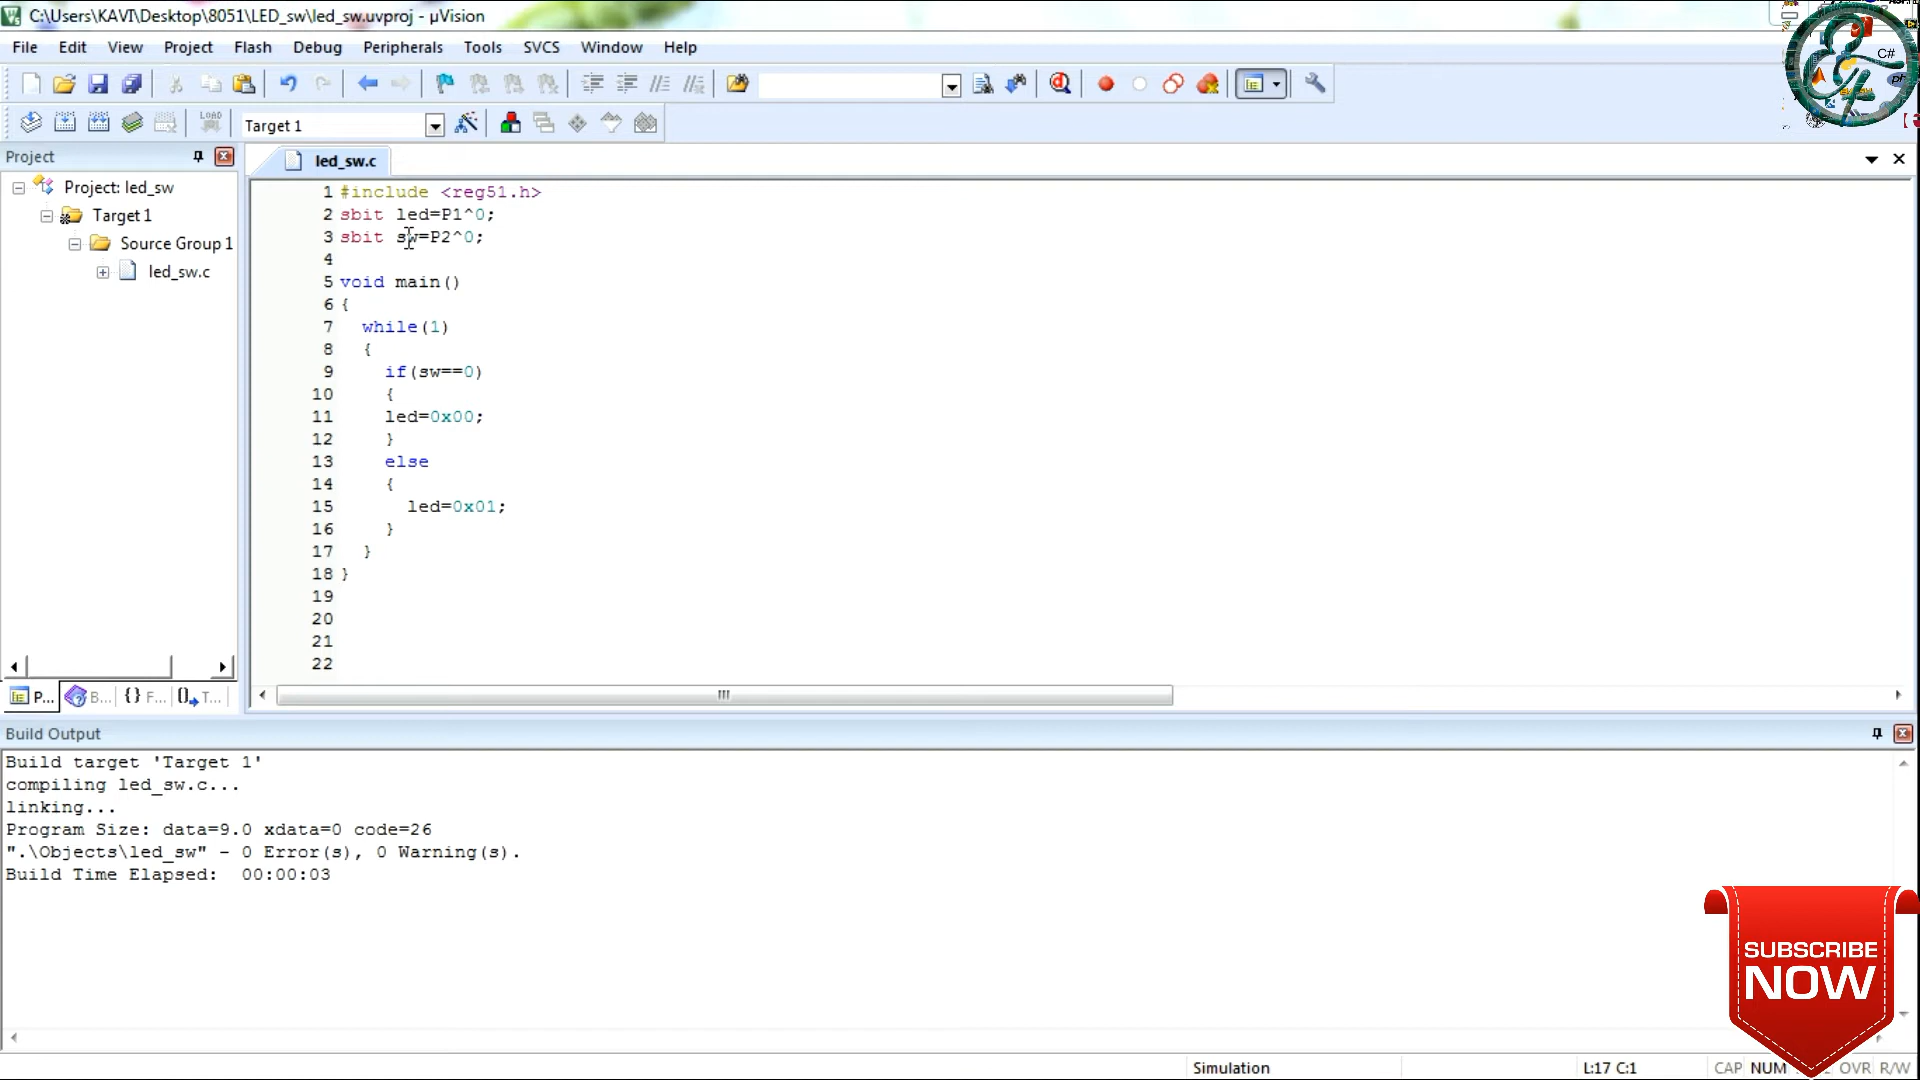 C:\Users\KAVI\Desktop\8051\LED_sw\led_sw.uvproj - µVision
File Edit View Project Flash Debug Peripherals Tools SVCS Window Help
C#
LOAD
Target 1
Project
led_sw.c
Project: led_sw
Target 1
Source Group 1
led_sw.c
P... B... {} F... T...
1 #include <reg51.h>
2 sbit led=P1^0;
3 sbit sw=P2^0;
4
5 void main()
6 {
7 while(1)
8 {
9 if(sw==0)
10 {
11 led=0x00;
12 }
13 else
14 {
15 led=0x01;
16 }
17 }
18 }
19
20
21
22
Build Output
Build target 'Target 1'
compiling led_sw.c...
linking...
Program Size: data=9.0 xdata=0 code=26
".\Objects\led_sw" - 0 Error(s), 0 Warning(s).
Build Time Elapsed: 00:00:03
SUBSCRIBE
NOW
Simulation L:17 C:1 CAP NUM OVR R/W